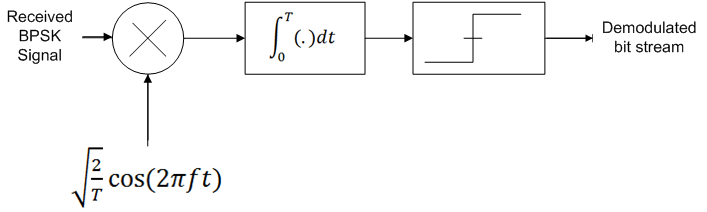 Received
BPSK
Signal
∫₀ᵀ(.)dt
Demodulated
bit stream
√(2/T) cos(2πft)